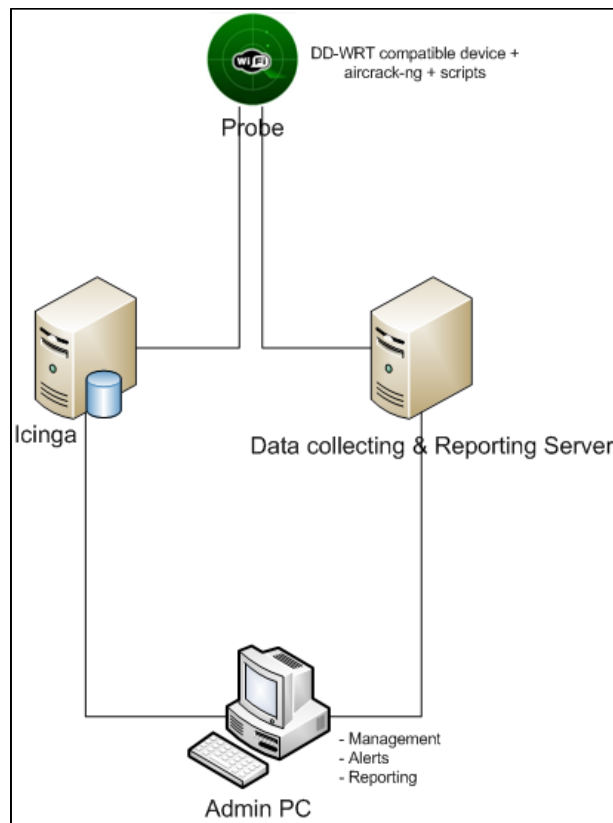 WiFi
DD-WRT compatible device +
aircrack-ng + scripts
Probe
Icinga
Data collecting & Reporting Server
- Management
- Alerts
- Reporting
Admin PC